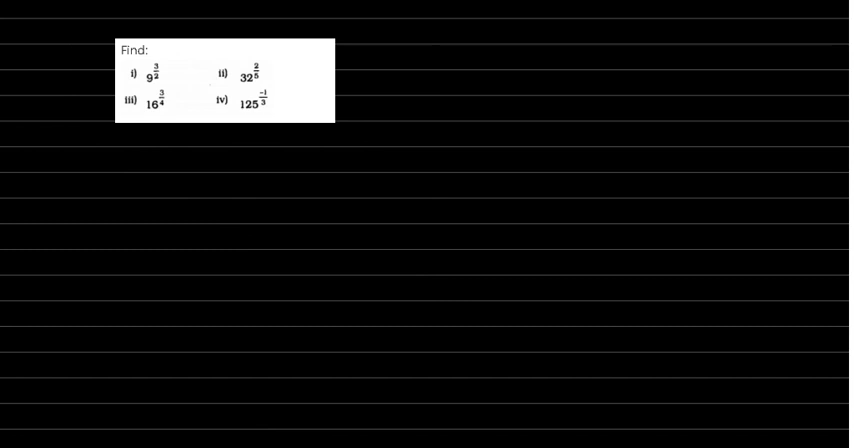 Find:
i) 9^(3/2) ii) 32^(2/5)
iii) 16^(3/4) iv) 125^(-1/3)